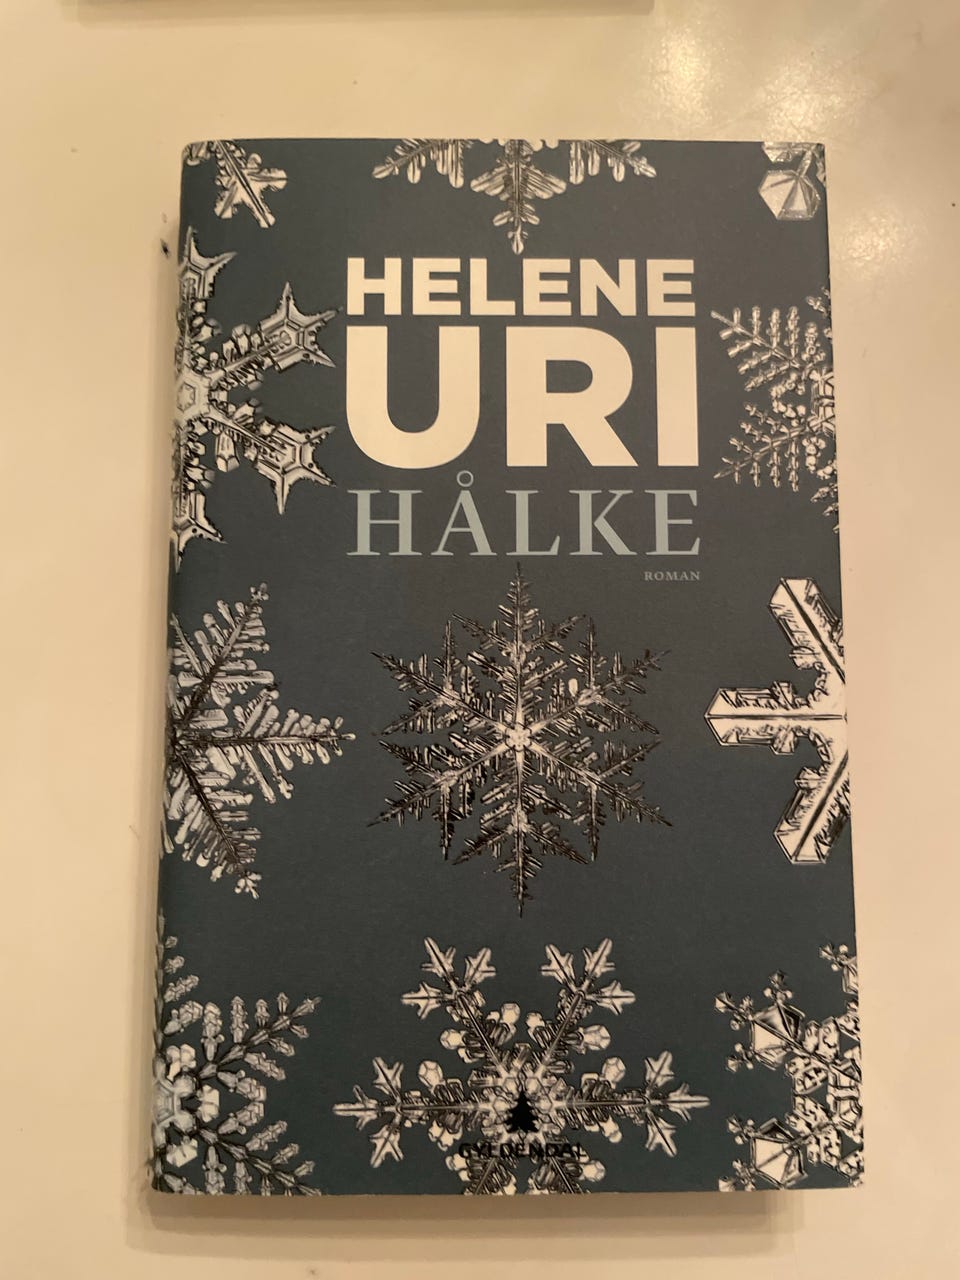 HELENE
URI
HÅLKE
ROMAN
GYLDENDAL